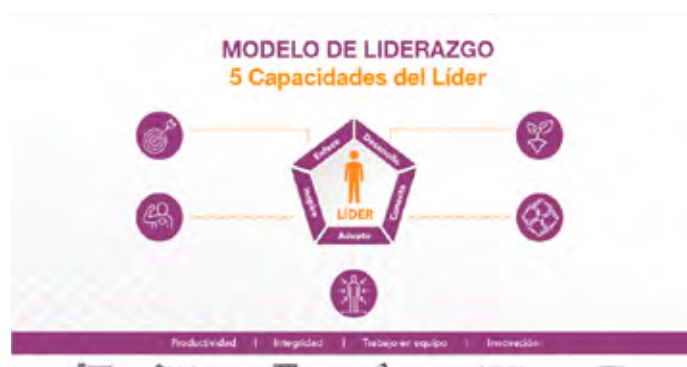 MODELO DE LIDERAZGO
5 Capacidades del Líder
Enfoca
Desarrolla
Inspira
Conecta
LÍDER
Adapta
Productividad | Integridad | Trabajo en equipo | Innovación